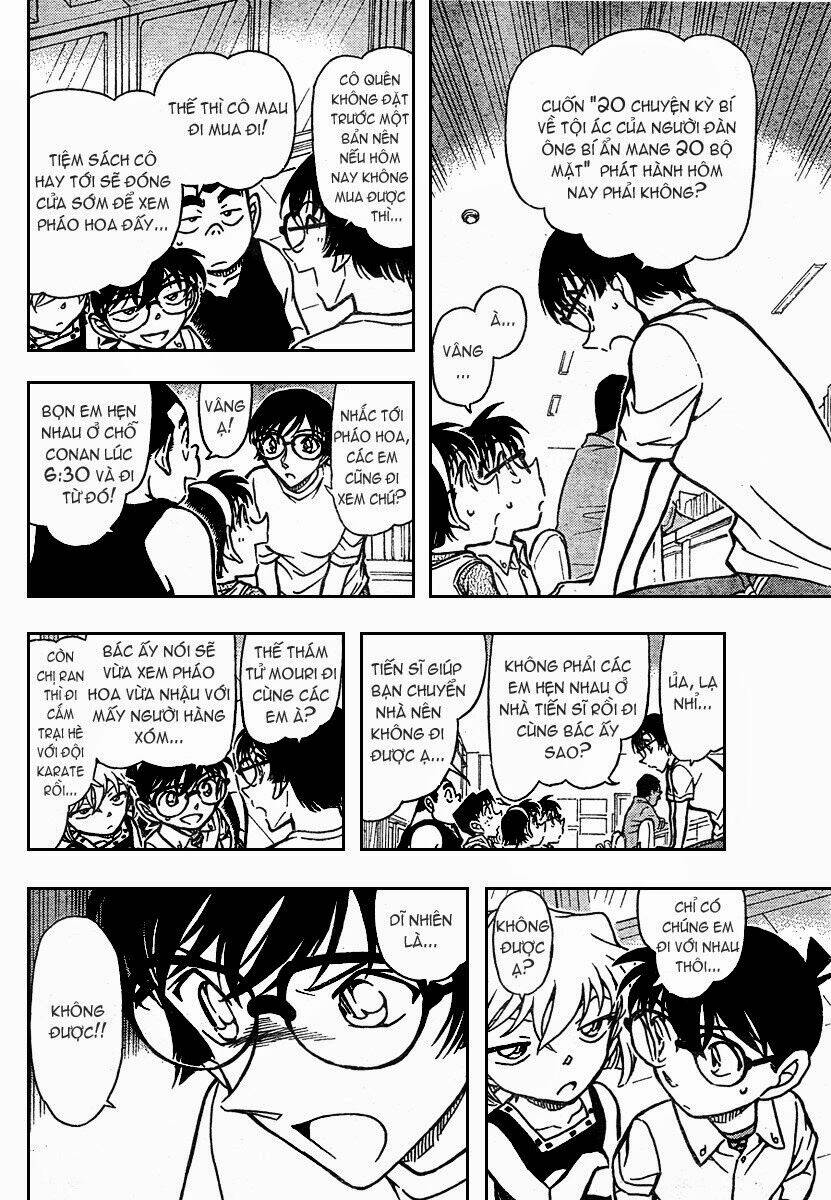 CUỐN "20 CHUYỆN KỲ BÍ
VỀ TỘI ÁC CỦA NGƯỜI ĐÀN
ÔNG BÍ ẨN MANG 20 BỘ
MẶT" PHÁT HÀNH HÔM
NAY PHẢI KHÔNG?
À...
VÂNG
...
CÔ QUÊN
KHÔNG ĐẶT
TRƯỚC MỘT
BẢN NÊN
NẾU HÔM
NAY KHÔNG
MUA ĐƯỢC
THÌ...
THẾ THÌ CÔ MAU
ĐI MUA ĐI!
TIỆM SÁCH CÔ
HAY TỚI SẼ ĐÓNG
CỬA SỚM ĐỂ XEM
PHÁO HOA ĐẤY...
NHẮC TỚI
PHÁO HOA,
CÁC EM
CŨNG ĐI
XEM CHỨ?
VÂNG
Ạ!
BỌN EM HẸN
NHAU Ở CHỖ
CONAN LÚC
6:30 VÀ ĐI
TỪ ĐÓ!
ỦA, LẠ
NHỈ...
KHÔNG PHẢI CÁC
EM HẸN NHAU Ở
NHÀ TIẾN SĨ RỒI ĐI
CÙNG BÁC ẤY
SAO?
TIẾN SĨ GIÚP
BẠN CHUYỂN
NHÀ NÊN
KHÔNG ĐI
ĐƯỢC Ạ...
THẾ THÁM
TỬ MOURI ĐI
CÙNG CÁC
EM À?
BÁC ẤY NÓI SẼ
VỪA XEM PHÁO
HOA VỪA NHẬU VỚI
MẤY NGƯỜI HÀNG
XÓM...
CÒN
CHỊ RAN
THÌ ĐI
CẮM
TRẠI HÈ
VỚI ĐỘI
KARATE
RỒI...
CHỈ CÓ
CHÚNG EM
ĐI VỚI NHAU
THÔI...
KHÔNG
ĐƯỢC
Ạ?
DĨ NHIÊN
LÀ...
KHÔNG
ĐƯỢC!!